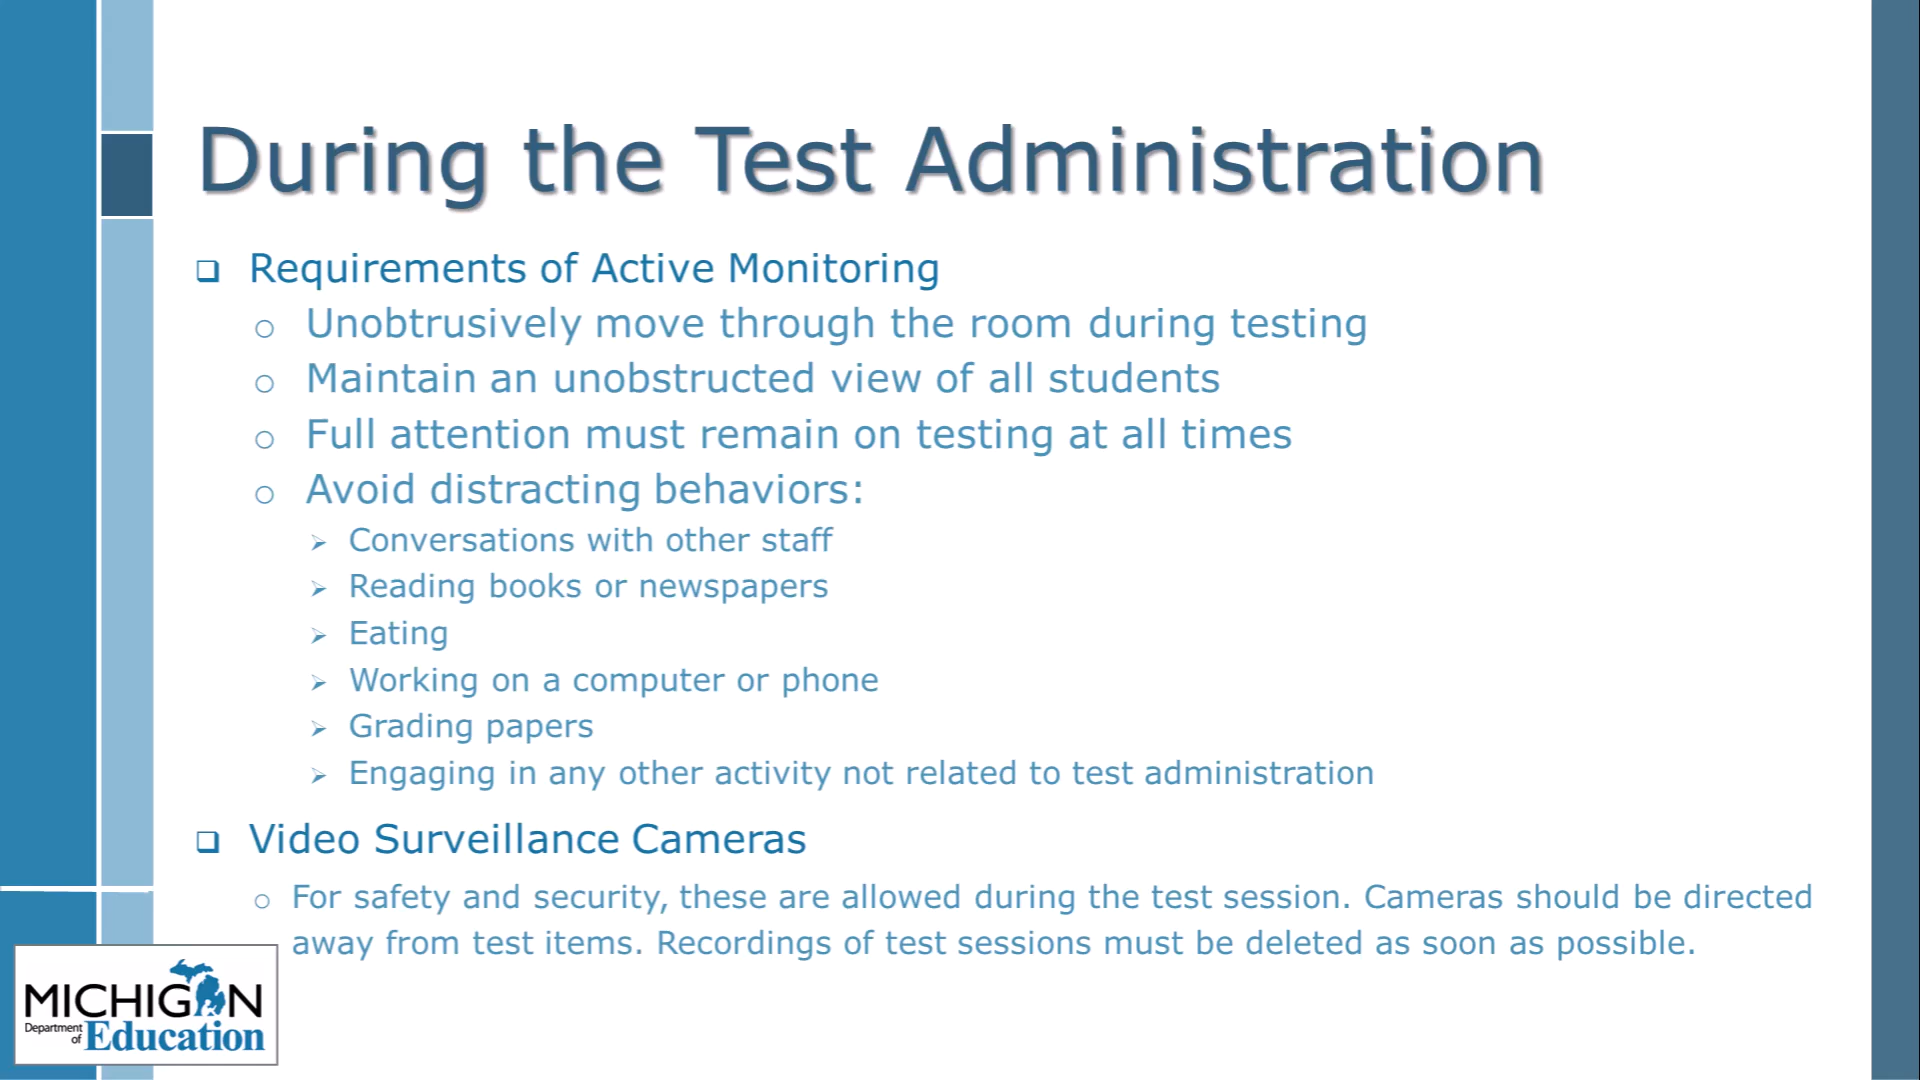 During the Test Administration
❑ Requirements of Active Monitoring
○ Unobtrusively move through the room during testing
○ Maintain an unobstructed view of all students
○ Full attention must remain on testing at all times
○ Avoid distracting behaviors:
➢ Conversations with other staff
➢ Reading books or newspapers
➢ Eating
➢ Working on a computer or phone
➢ Grading papers
➢ Engaging in any other activity not related to test administration
❑ Video Surveillance Cameras
○ For safety and security, these are allowed during the test session. Cameras should be directed
away from test items. Recordings of test sessions must be deleted as soon as possible.
MICHIGAN
Department
of Education